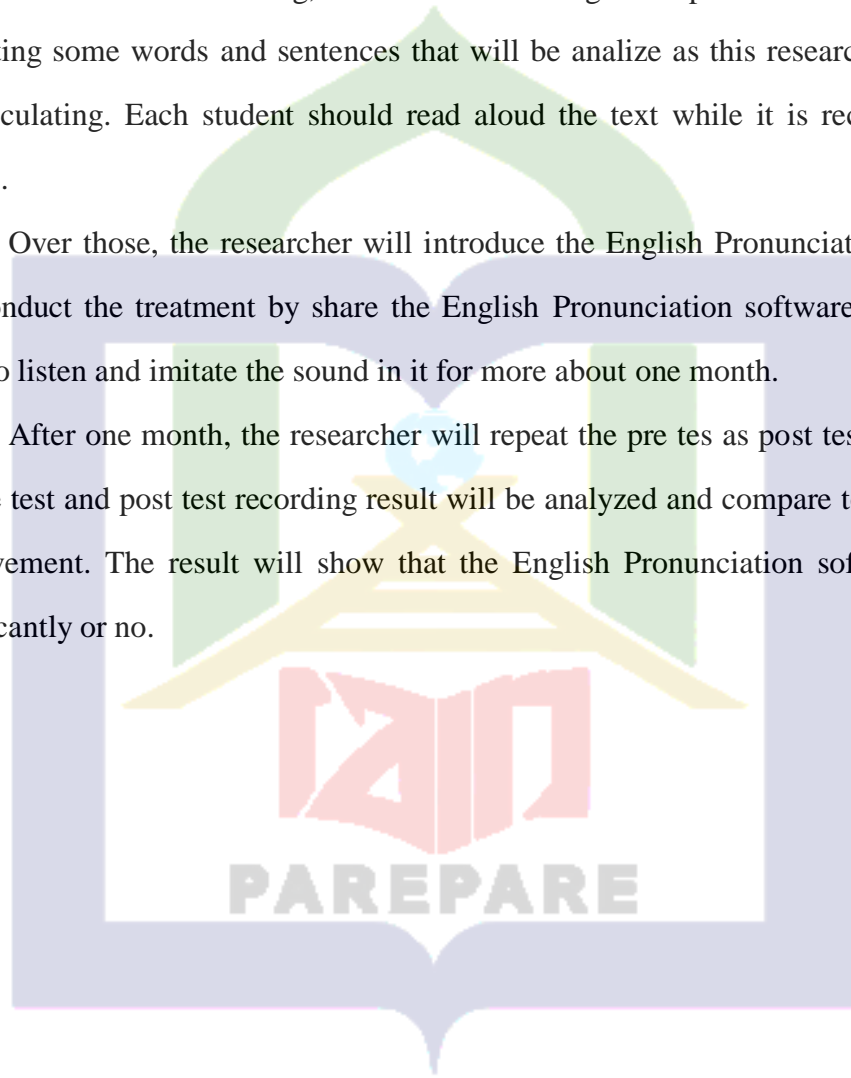 ting some words and sentences that will be analize as this researc
culating. Each student should read aloud the text while it is rec
.
Over those, the researcher will introduce the English Pronunciat
onduct the treatment by share the English Pronunciation software
o listen and imitate the sound in it for more about one month.
After one month, the researcher will repeat the pre tes as post tes
e test and post test recording result will be analyzed and compare t
vement. The result will show that the English Pronunciation sof
cantly or no.
iain
PAREPARE